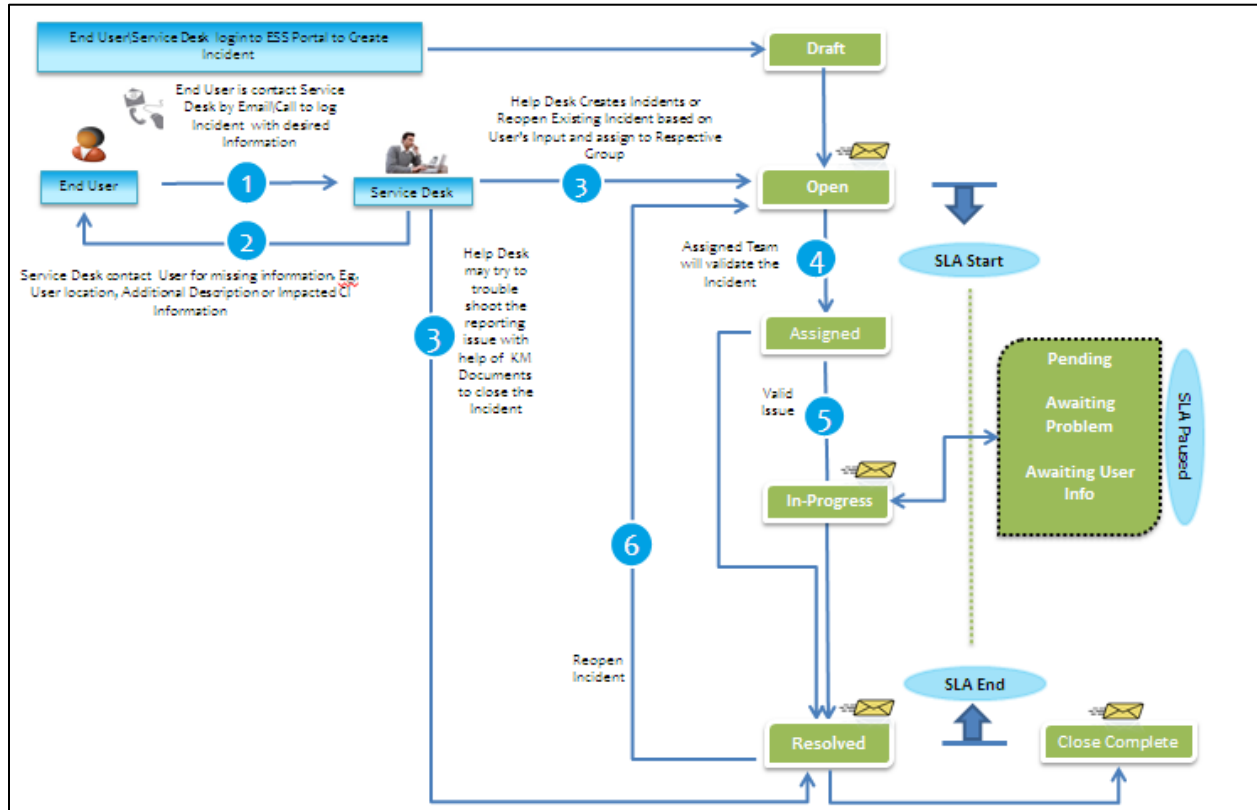 End User\Service Desk login to ESS Portal to Create
Incident
Draft
End User is contact Service
Desk by Email\Call to log
Incident with desired
Information
Help Desk Creates Incidents or
Reopen Existing Incident based on
User's Input and assign to Respective
Group
End User
1
Service Desk
3
Open
2
Service Desk contact User for missing information. Eg.
User location, Additional Description or Impacted CI
Information
Help Desk
may try to
trouble
shoot the
reporting
issue with
help of KM
Documents
to close the
Incident
3
Assigned Team
will validate the
Incident
4
SLA Start
Assigned
Valid
Issue
5
Pending
Awaiting
Problem
Awaiting User
Info
SLA Paused
In-Progress
6
Reopen
Incident
SLA End
Resolved
Close Complete